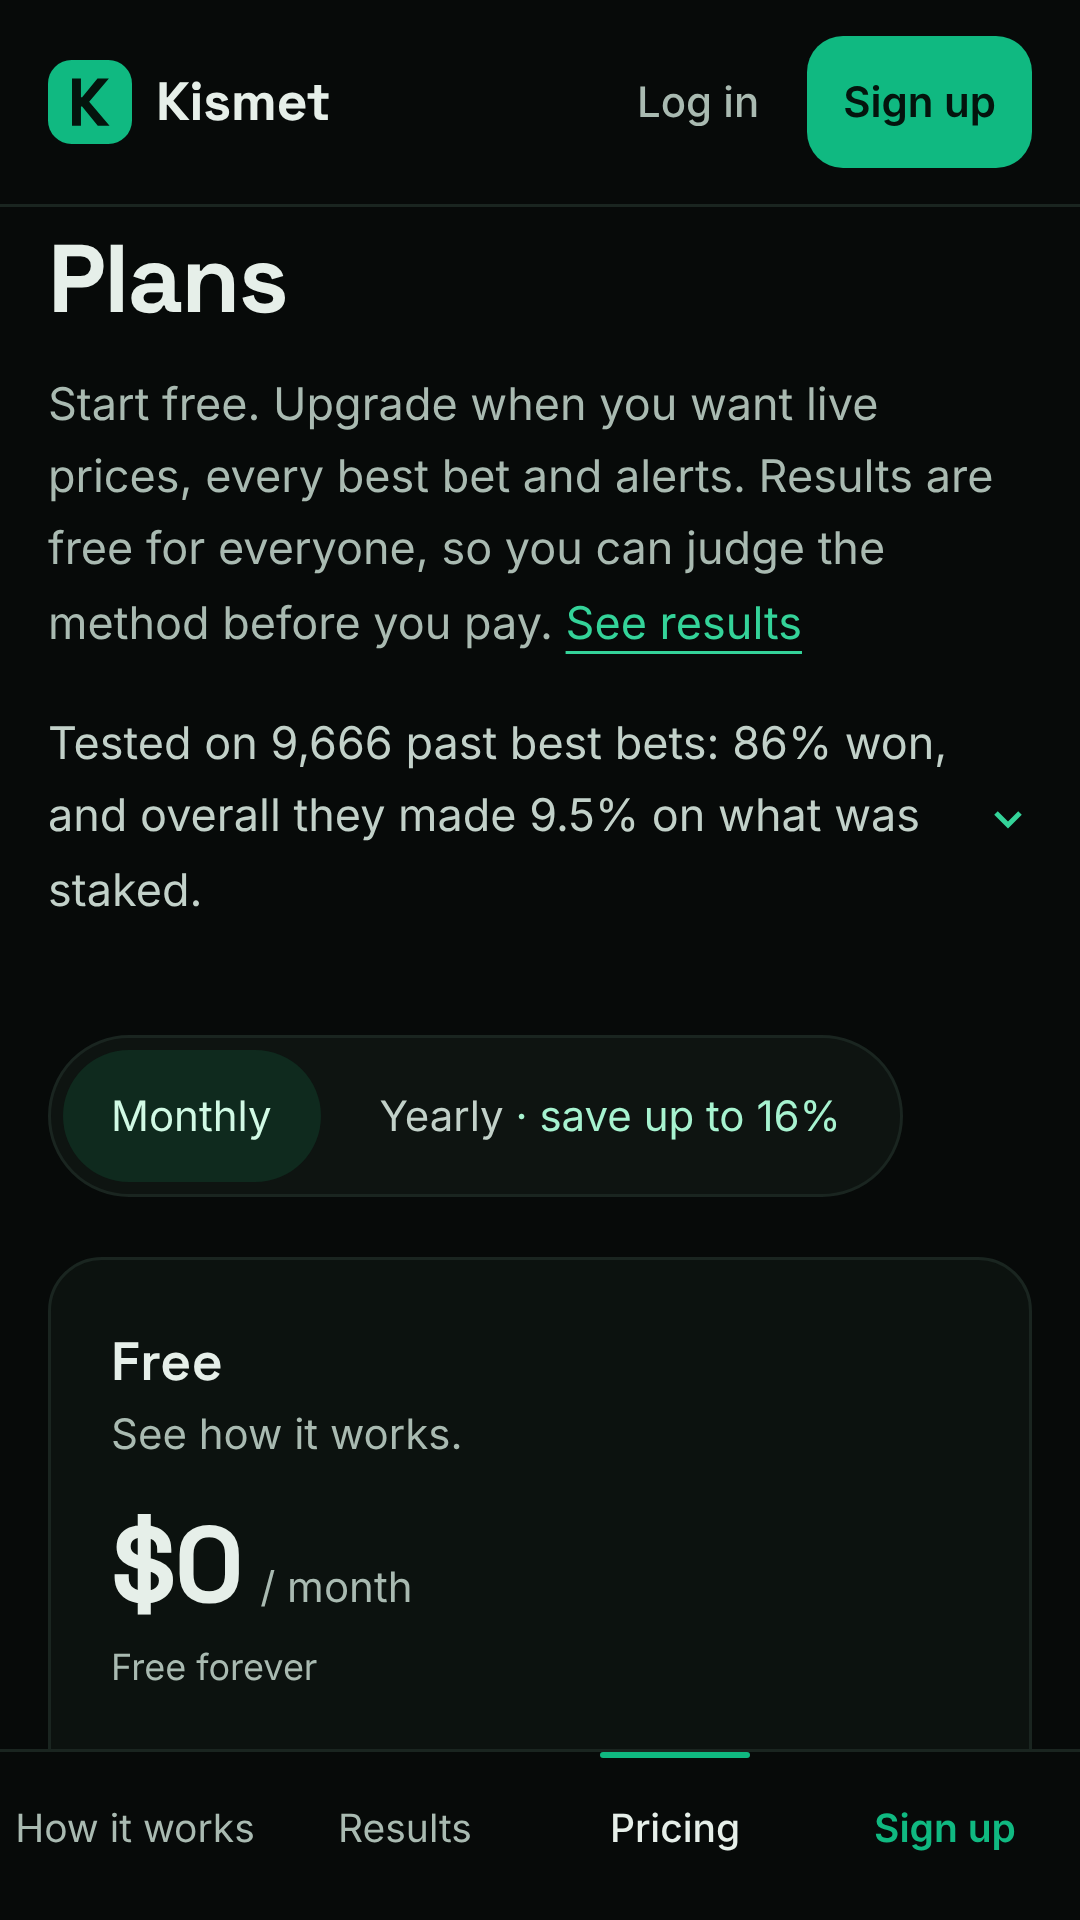 K Kismet
Log in
Sign up
Plans
Start free. Upgrade when you want live
prices, every best bet and alerts. Results are
free for everyone, so you can judge the
method before you pay. See results
Tested on 9,666 past best bets: 86% won,
and overall they made 9.5% on what was
staked.
Monthly
Yearly · save up to 16%
Free
See how it works.
$0 / month
Free forever
How it works
Results
Pricing
Sign up